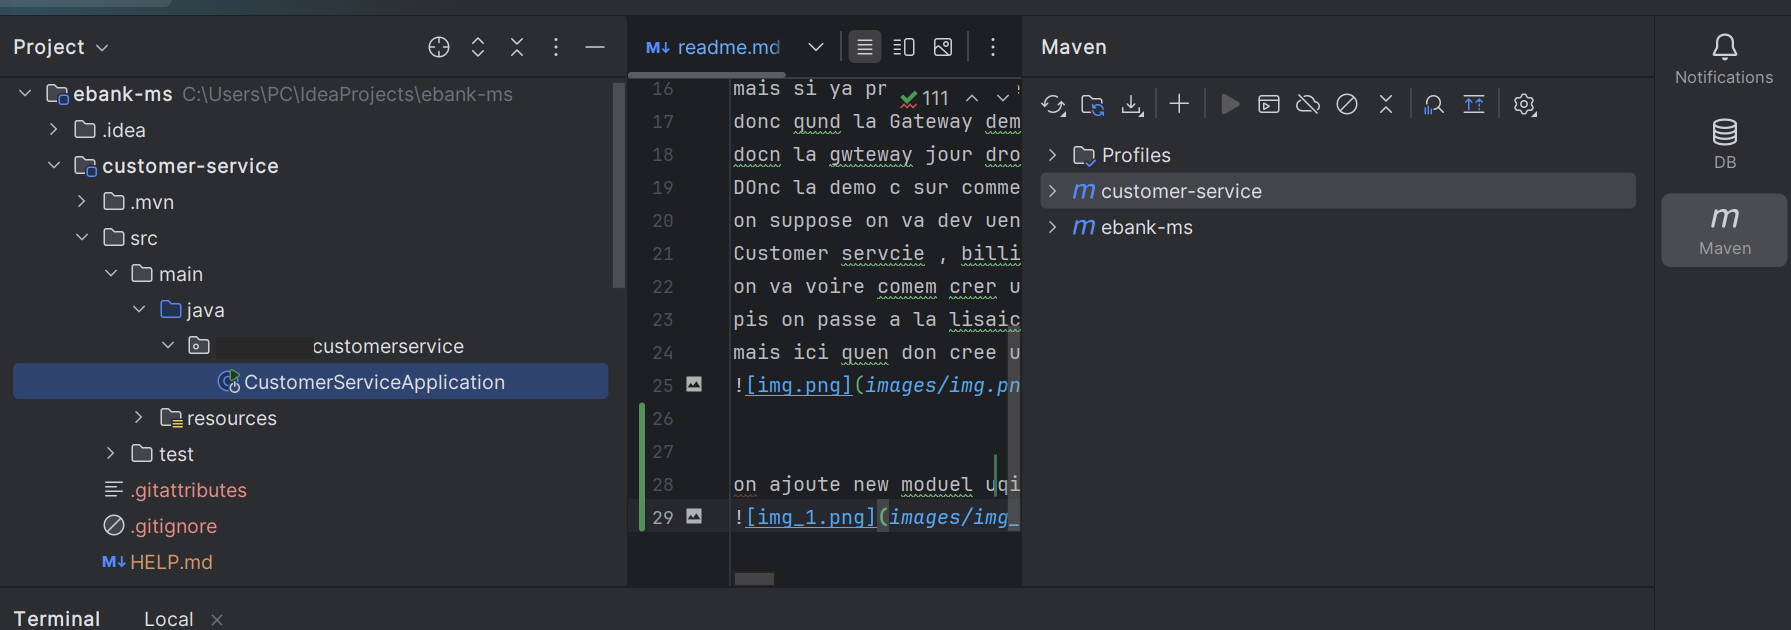 Project
ebank-ms C:\Users\PC\IdeaProjects\ebank-ms
.idea
customer-service
.mvn
src
main
java
customerservice
CustomerServiceApplication
resources
test
.gitattributes
.gitignore
M↓ HELP.md
M↓ readme.md
111
16 mais si ya pr
17 donc qund la Gateway dem
18 docn la gwteway jour dro
19 DOnc la demo c sur comme
20 on suppose on va dev uen
21 Customer servcie , billi
22 on va voire comem crer u
23 pis on passe a la lisaic
24 mais ici quen don cree u
25 ![img.png](images/img.pn
26
27
28 on ajoute new moduel uqi
29 ![img_1.png](images/img_
Maven
Profiles
m customer-service
m ebank-ms
Notifications
DB
m
Maven
Terminal Local ×